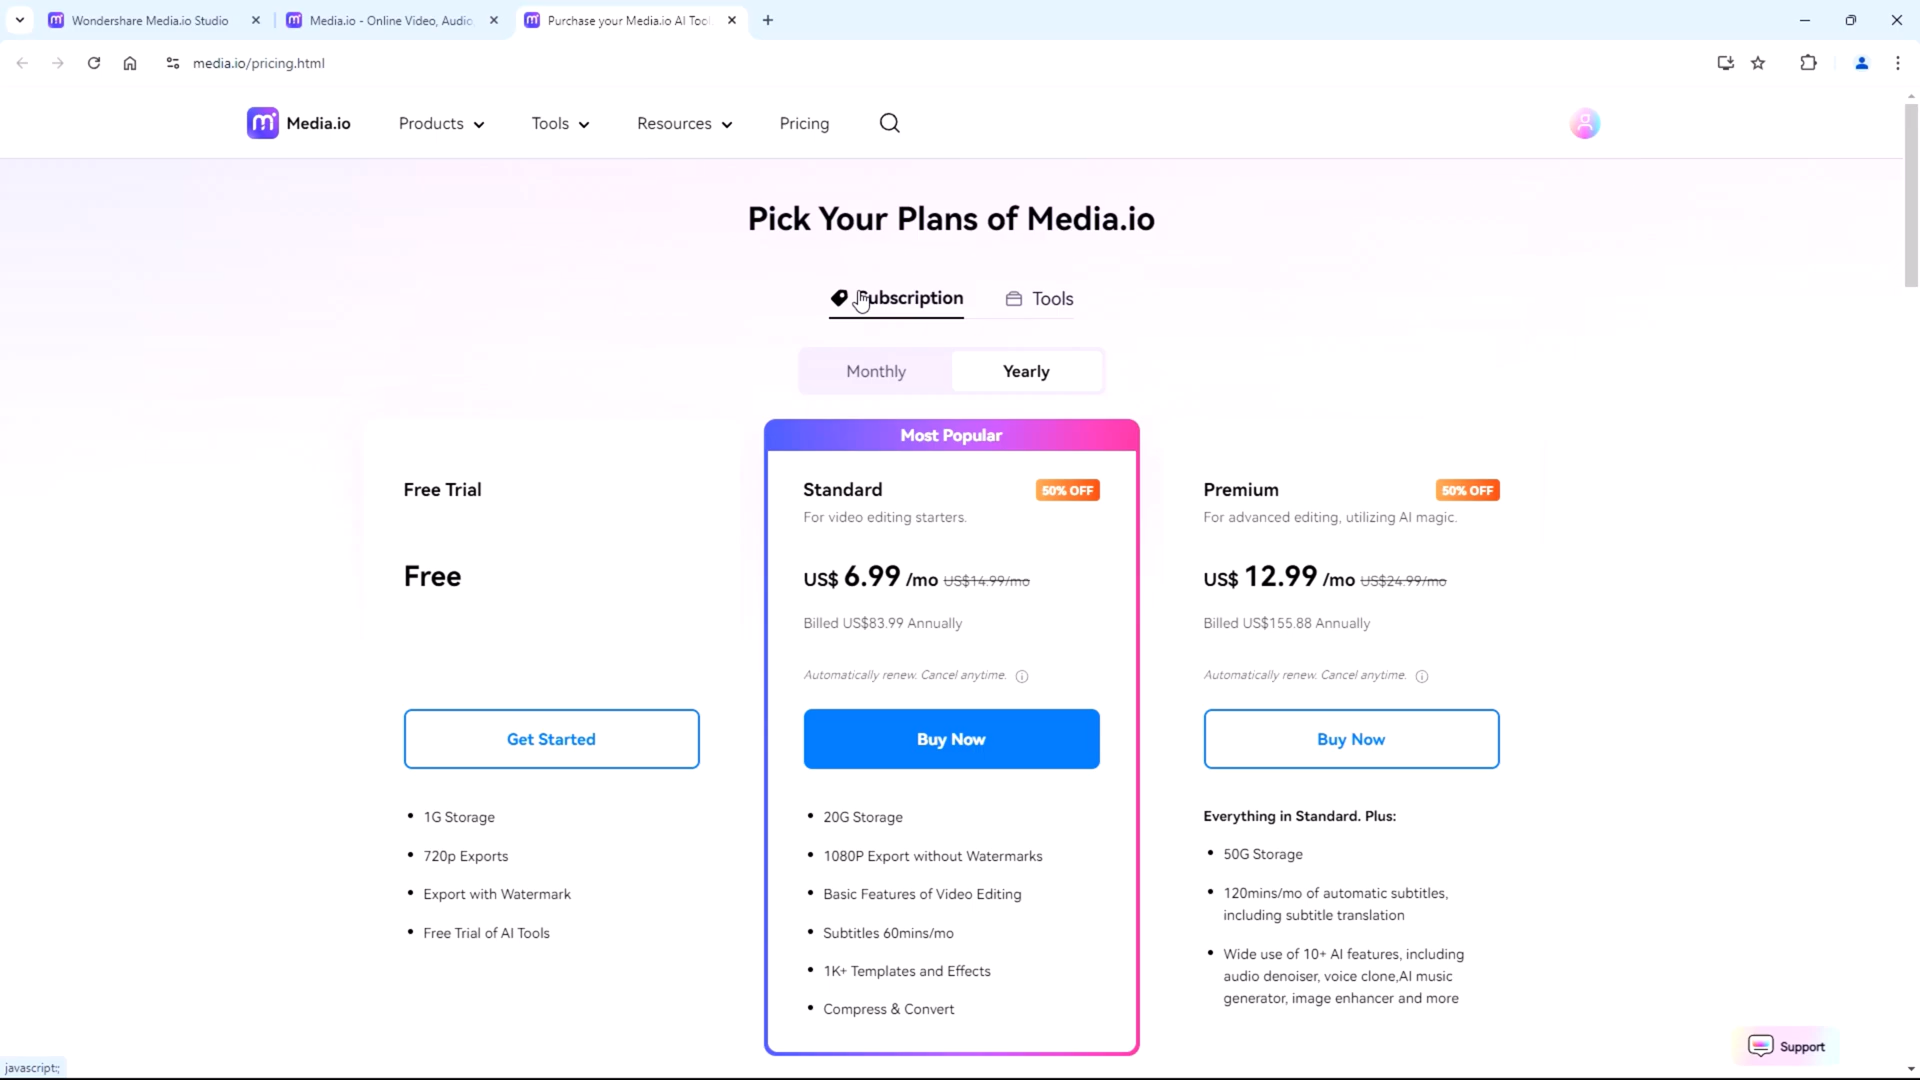 Wondershare Media.io Studio
Media.io - Online Video, Audio
Purchase your Media.io AI Tool
media.io/pricing.html
Media.io
Products
Tools
Resources
Pricing
Pick Your Plans of Media.io
Subscription
Tools
Monthly
Yearly
Most Popular
Free Trial
Free
Get Started
1G Storage
720p Exports
Export with Watermark
Free Trial of AI Tools
Standard
50% OFF
For video editing starters.
US$ 6.99 /mo US$14.99/mo
Billed US$83.99 Annually
Automatically renew. Cancel anytime.
Buy Now
20G Storage
1080P Export without Watermarks
Basic Features of Video Editing
Subtitles 60mins/mo
1K+ Templates and Effects
Compress & Convert
Premium
50% OFF
For advanced editing, utilizing AI magic.
US$ 12.99 /mo US$24.99/mo
Billed US$155.88 Annually
Automatically renew. Cancel anytime.
Buy Now
Everything in Standard. Plus:
50G Storage
120mins/mo of automatic subtitles,
including subtitle translation
Wide use of 10+ AI features, including
audio denoiser, voice clone,AI music
generator, image enhancer and more
Support
javascript:;